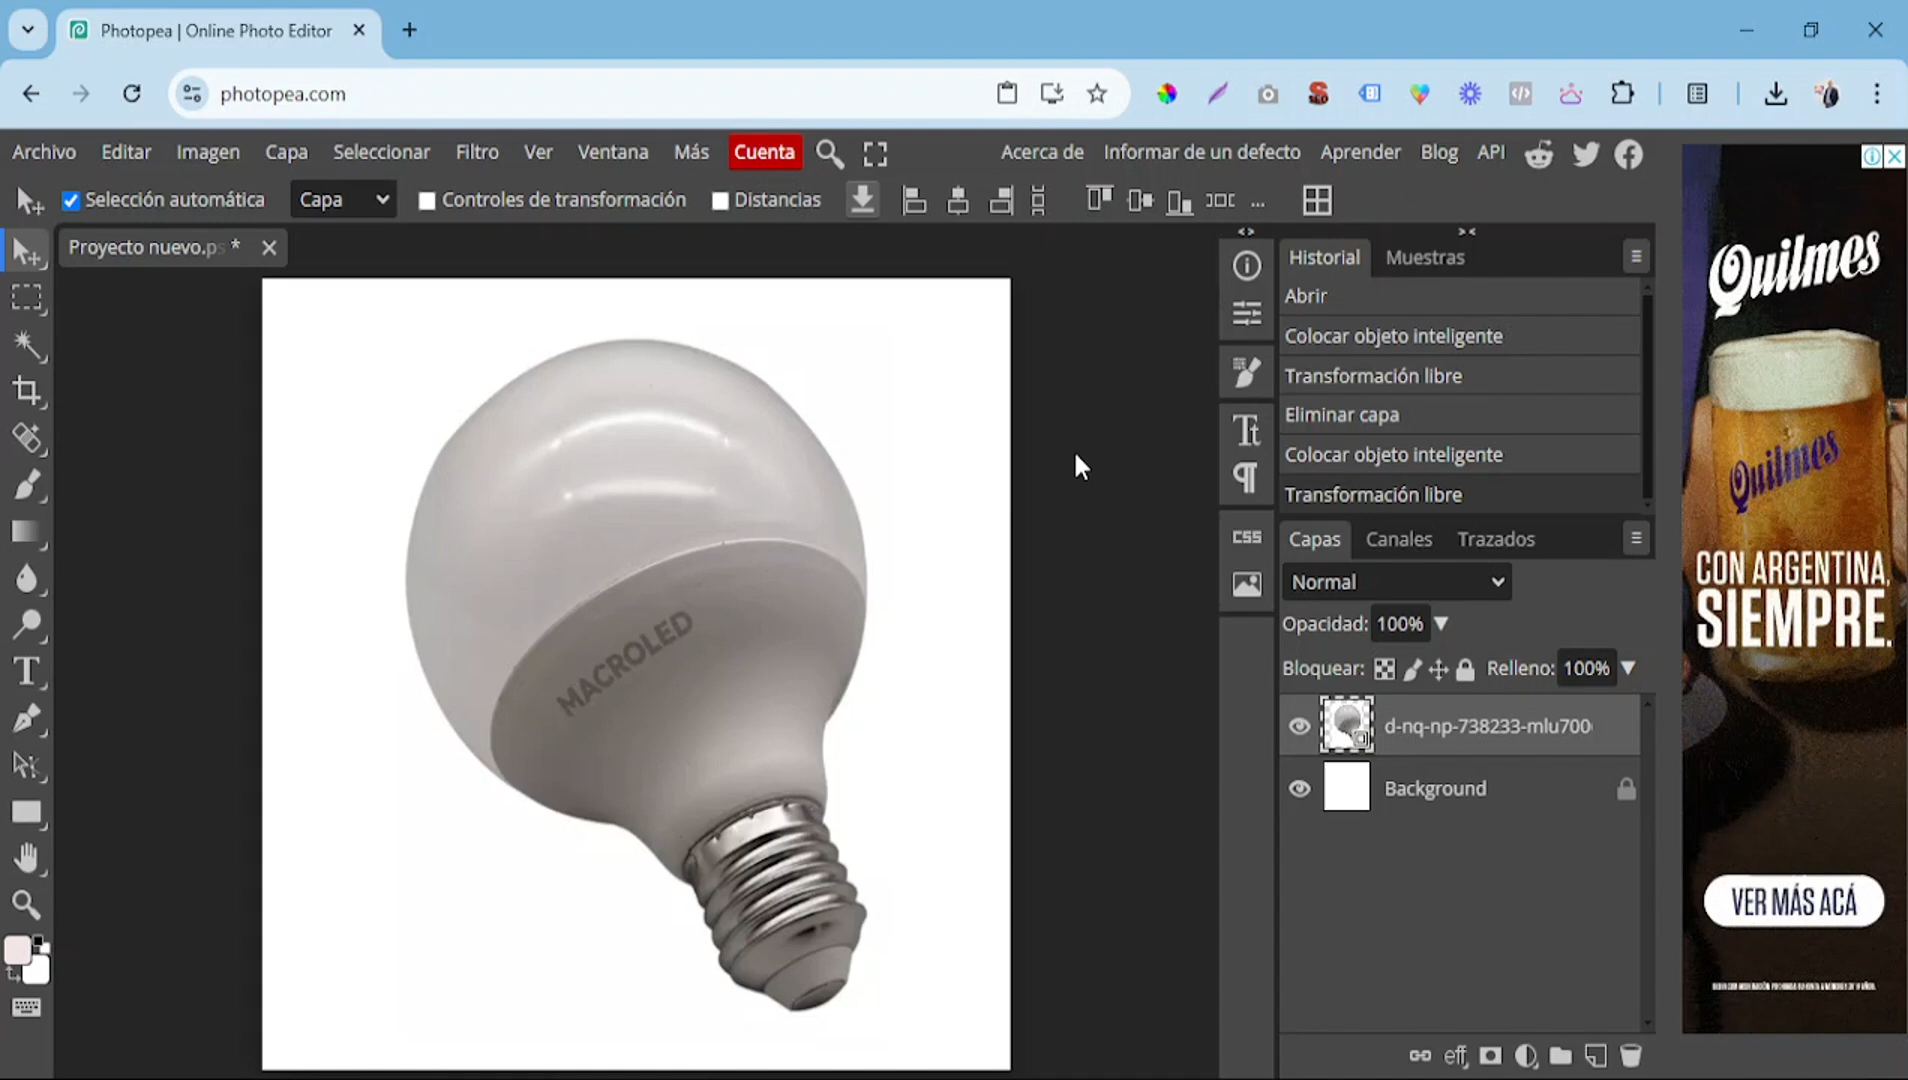 Photopea | Online Photo Editor
photopea.com
Archivo Editar Imagen Capa Seleccionar Filtro Ver Ventana Más Cuenta Acerca de Informar de un defecto Aprender Blog API
Selección automática Capa Controles de transformación Distancias ...
Proyecto nuevo.ps *
Historial Muestras
Abrir
Colocar objeto inteligente
Transformación libre
Eliminar capa
Colocar objeto inteligente
Transformación libre
CSS
Capas Canales Trazados
Normal
Opacidad: 100%
Bloquear: Relleno: 100%
d-nq-np-738233-mlu700
Background
eff
MACROLED
Quilmes
Quilmes
CON ARGENTINA,
SIEMPRE.
VER MÁS ACÁ